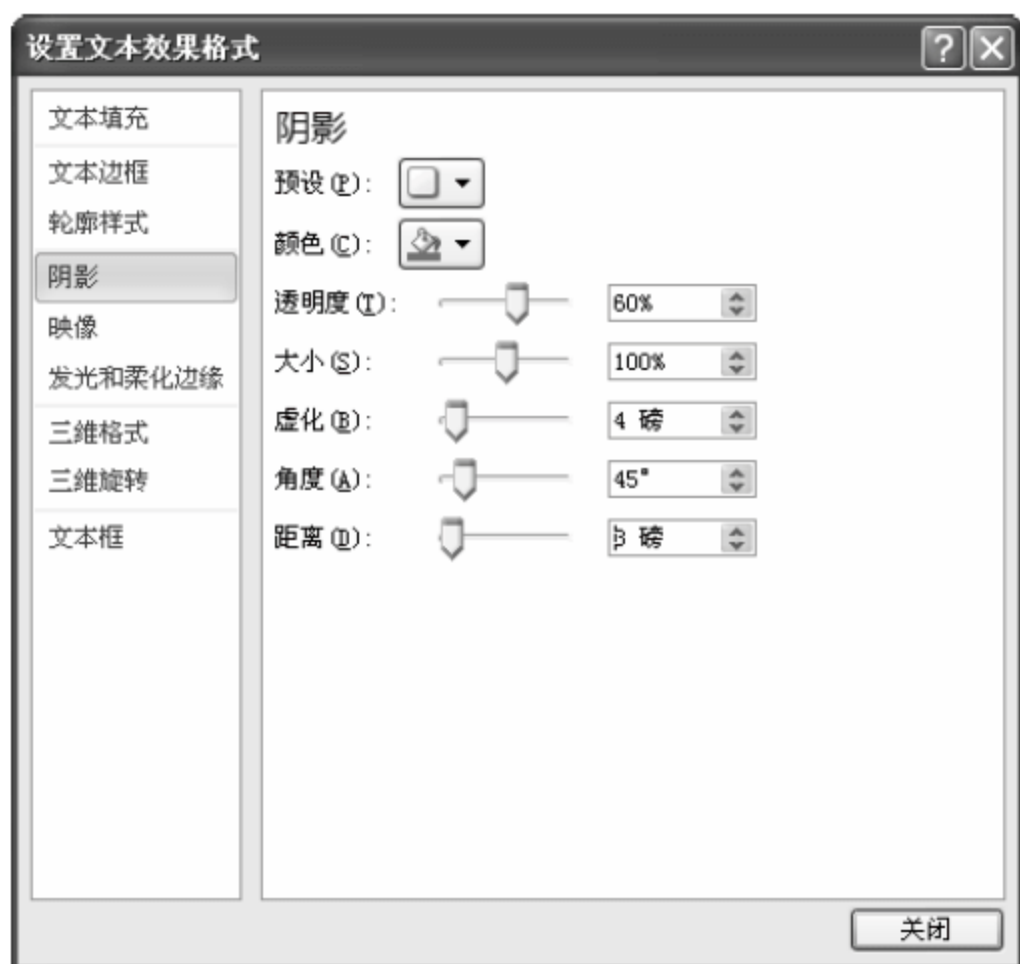 设置文本效果格式
文本填充
文本边框
轮廓样式
阴影
映像
发光和柔化边缘
三维格式
三维旋转
文本框
阴影
预设(P):
颜色(C):
透明度(T): 60%
大小(S): 100%
虚化(B): 4 磅
角度(A): 45°
距离(D): 3 磅
关闭